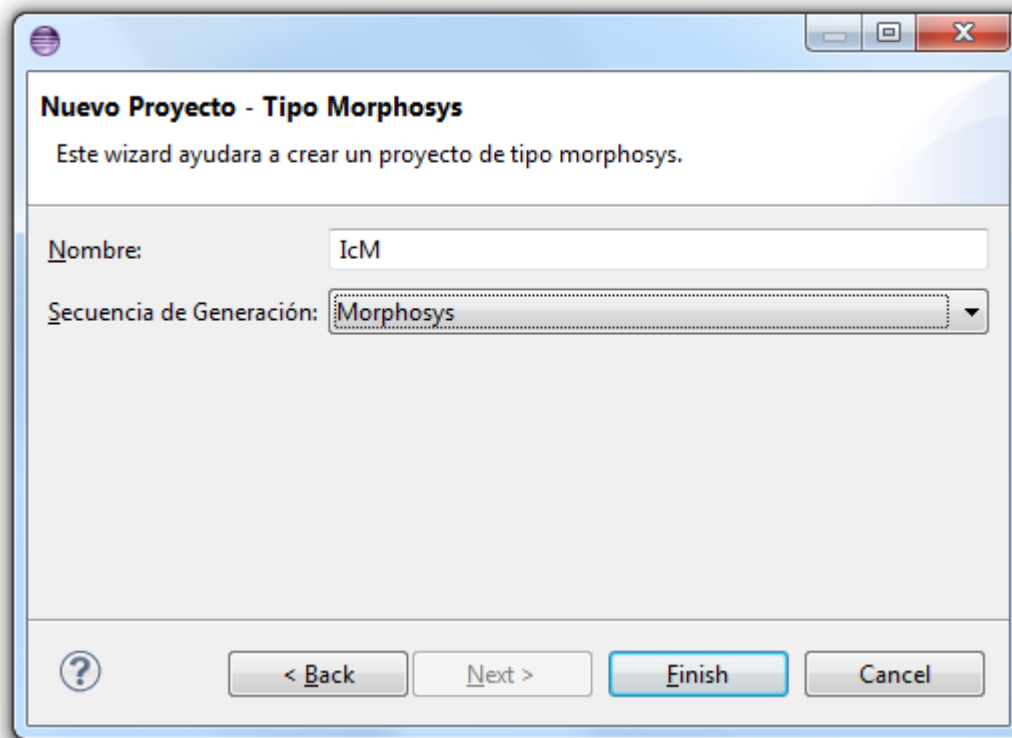 Nuevo Proyecto - Tipo Morphosys
Este wizard ayudara a crear un proyecto de tipo morphosys.
Nombre: IcM
Secuencia de Generación: Morphosys
? < Back Next > Finish Cancel